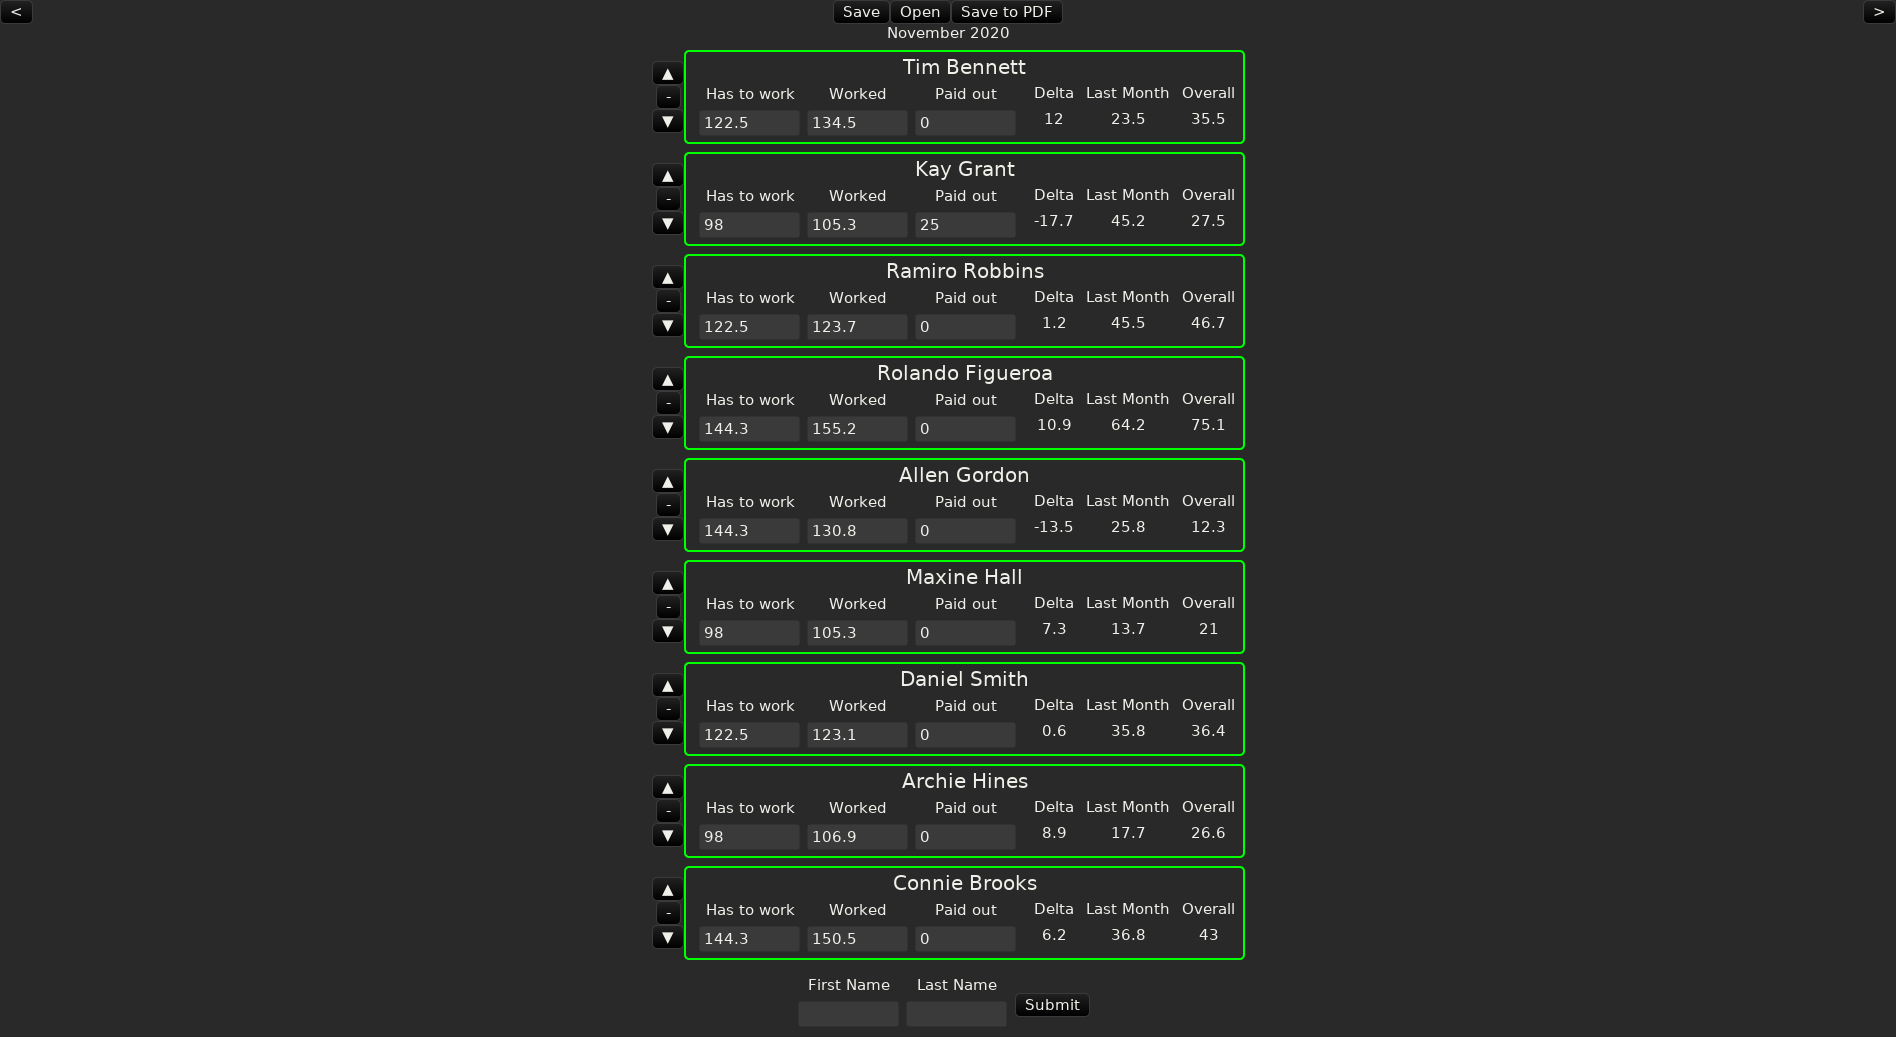 < Save Open Save to PDF >
November 2020
Tim Bennett
▲ Has to work Worked Paid out Delta Last Month Overall
-
▼ 122.5 134.5 0 12 23.5 35.5
Kay Grant
▲ Has to work Worked Paid out Delta Last Month Overall
-
▼ 98 105.3 25 -17.7 45.2 27.5
Ramiro Robbins
▲ Has to work Worked Paid out Delta Last Month Overall
-
▼ 122.5 123.7 0 1.2 45.5 46.7
Rolando Figueroa
▲ Has to work Worked Paid out Delta Last Month Overall
-
▼ 144.3 155.2 0 10.9 64.2 75.1
Allen Gordon
▲ Has to work Worked Paid out Delta Last Month Overall
-
▼ 144.3 130.8 0 -13.5 25.8 12.3
Maxine Hall
▲ Has to work Worked Paid out Delta Last Month Overall
-
▼ 98 105.3 0 7.3 13.7 21
Daniel Smith
▲ Has to work Worked Paid out Delta Last Month Overall
-
▼ 122.5 123.1 0 0.6 35.8 36.4
Archie Hines
▲ Has to work Worked Paid out Delta Last Month Overall
-
▼ 98 106.9 0 8.9 17.7 26.6
Connie Brooks
▲ Has to work Worked Paid out Delta Last Month Overall
-
▼ 144.3 150.5 0 6.2 36.8 43
First Name Last Name
Submit